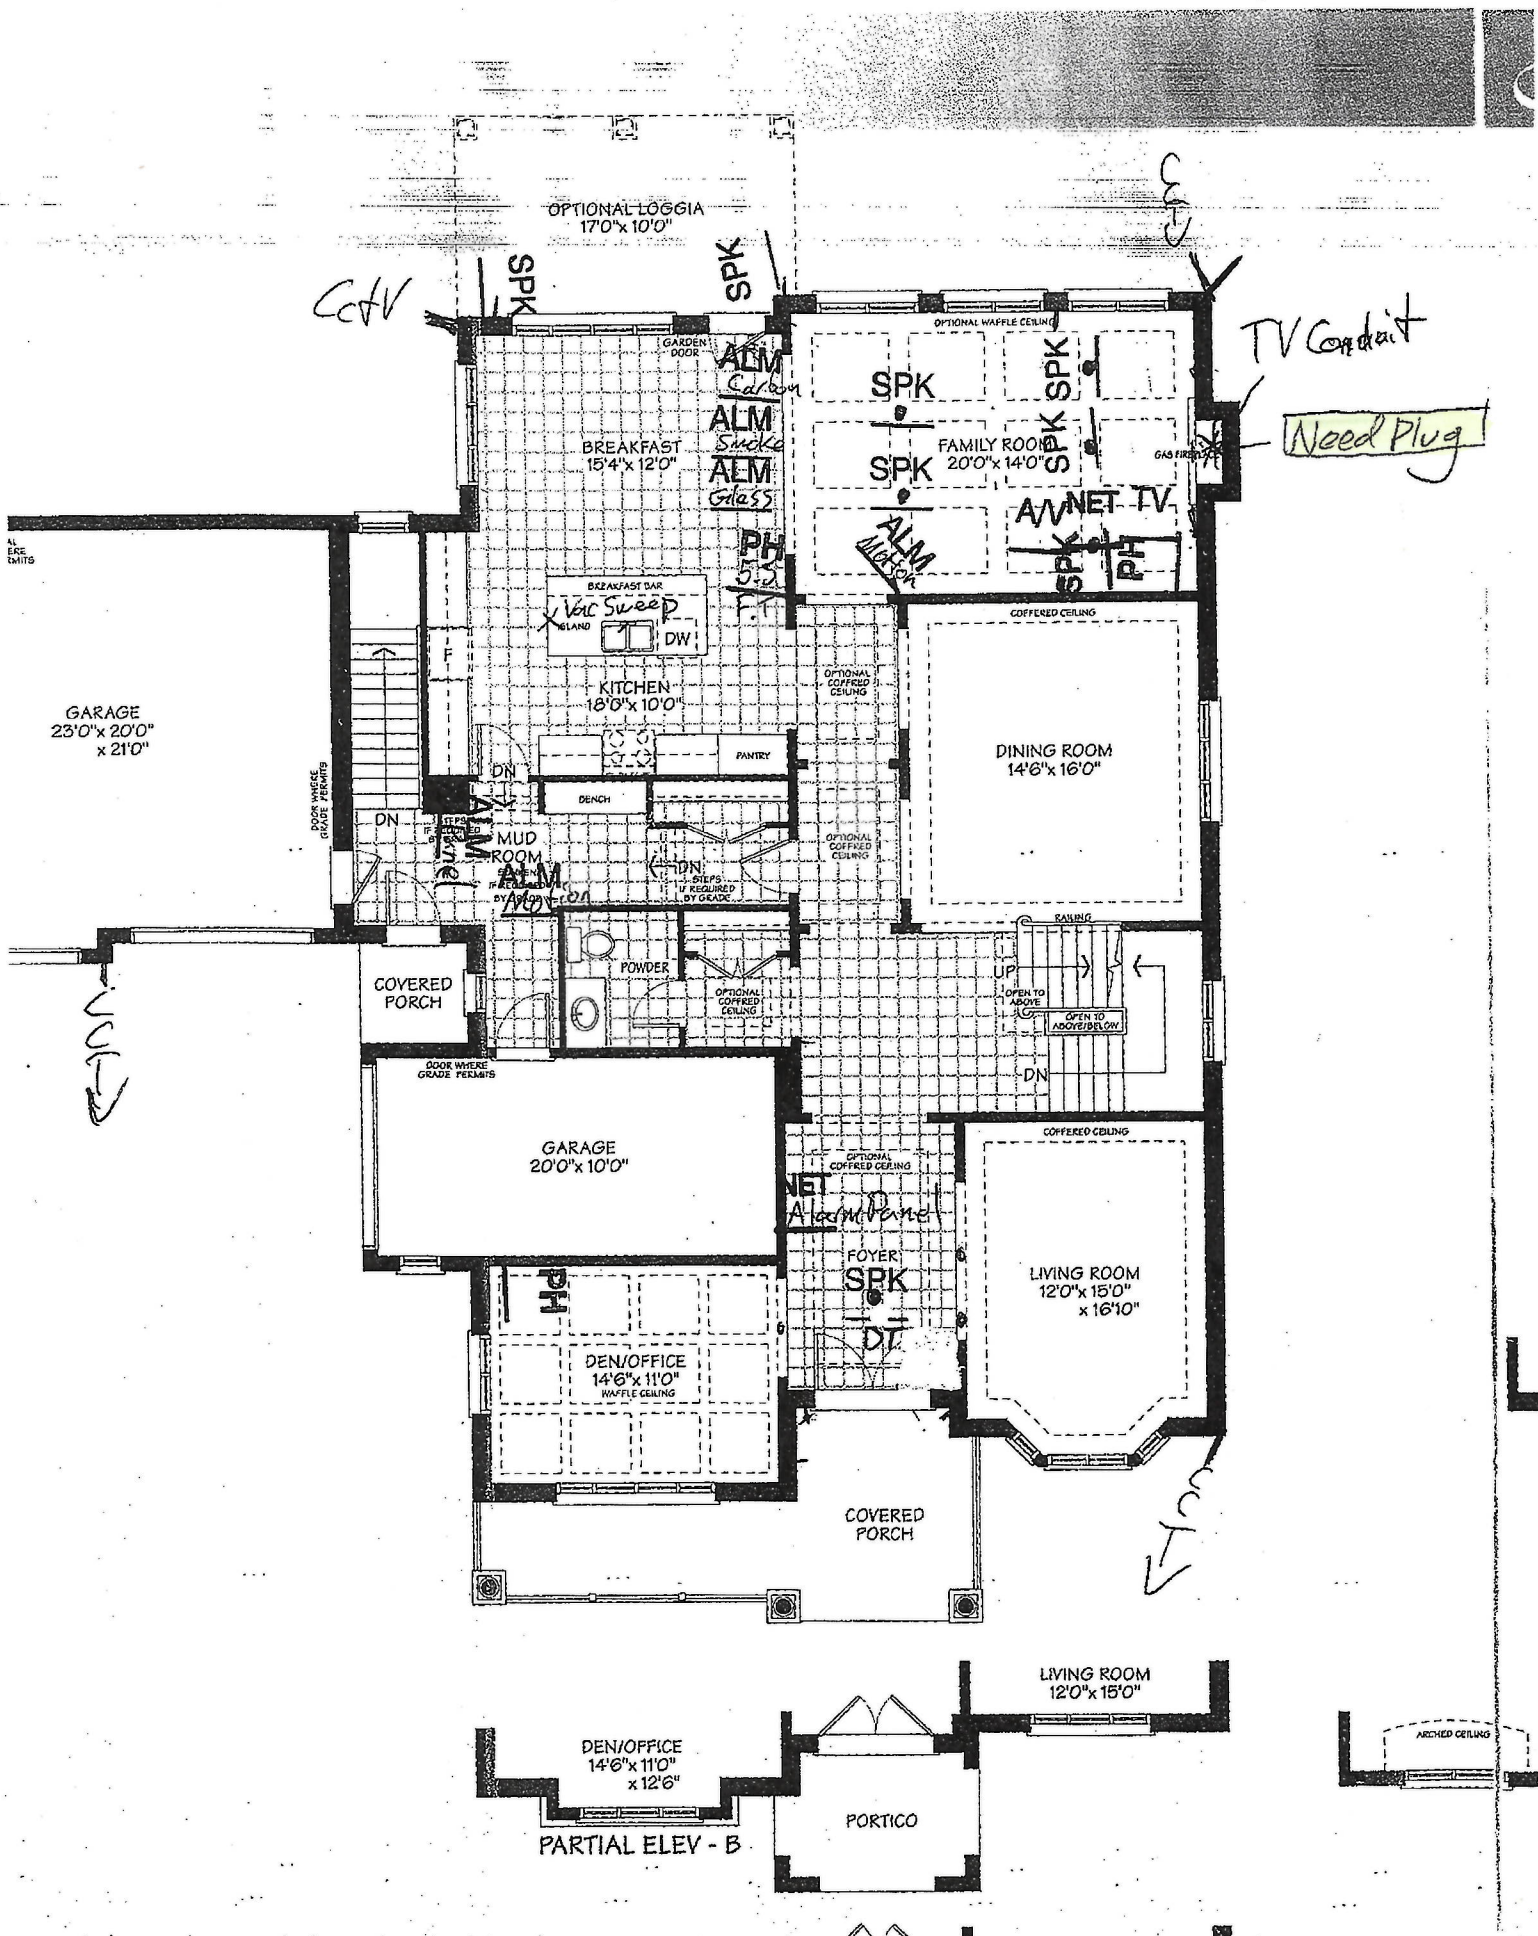 OPTIONAL LOGGIA
17'0"x 10'0"
SPK
SPK
CctV
GARDEN
DOOR
OPTIONAL WAFFLE CEILING
TV Conduit
Need Plug
ALM
Carbon
ALM
Smoke
ALM
Glass
BREAKFAST
15'4"x 12'0"
SPK
SPK
SPK
SPK
FAMILY ROOM
20'0"x 14'0"
A/V NET TV
SPK
PH
ALM
Motion
PH
S.S.
F.T
BREAKFAST BAR
Vac Sweep
ISLAND
DW
F
KITCHEN
18'0"x 10'0"
PANTRY
OPTIONAL
COFFRED
CEILING
COFFERED CEILING
DINING ROOM
14'6"x 16'0"
GARAGE
23'0"x 20'0"
x 21'0"
DOOR WHERE
GRADE PERMITS
DN
DN
BENCH
ALM
MUD
ROOM
ALM
Motion
DN
STEPS
IF REQUIRED
BY GRADE
OPTIONAL
COFFRED
CEILING
RAILING
UP
OPEN TO
ABOVE
OPEN TO
ABOVE/BELOW
DN
COVERED
PORCH
POWDER
OPTIONAL
COFFRED
CEILING
DOOR WHERE
GRADE PERMITS
GARAGE
20'0"x 10'0"
OPTIONAL
COFFRED CEILING
NET
Alarm Panel
FOYER
SPK
DT
COFFERED CEILING
LIVING ROOM
12'0"x 15'0"
x 16'10"
PH
DEN/OFFICE
14'6"x 11'0"
WAFFLE CEILING
COVERED
PORCH
LIVING ROOM
12'0"x 15'0"
DEN/OFFICE
14'6"x 11'0"
x 12'6"
PORTICO
PARTIAL ELEV - B
ARCHED CEILING